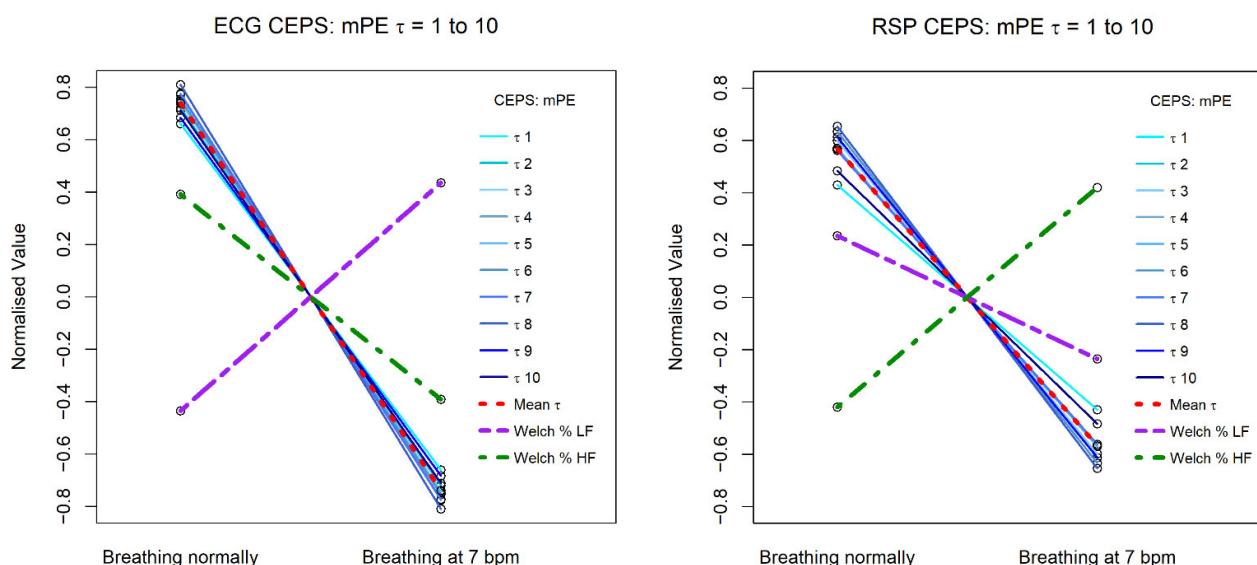 ECG CEPS: mPE τ = 1 to 10
Normalised Value
0.8
0.6
0.4
0.2
0.0
−0.2
−0.4
−0.6
−0.8
CEPS: mPE
τ 1
τ 2
τ 3
τ 4
τ 5
τ 6
τ 7
τ 8
τ 9
τ 10
Mean τ
Welch % LF
Welch % HF
Breathing normally
Breathing at 7 bpm
RSP CEPS: mPE τ = 1 to 10
Normalised Value
0.8
0.6
0.4
0.2
0.0
−0.2
−0.4
−0.6
−0.8
CEPS: mPE
τ 1
τ 2
τ 3
τ 4
τ 5
τ 6
τ 7
τ 8
τ 9
τ 10
Mean τ
Welch % LF
Welch % HF
Breathing normally
Breathing at 7 bpm